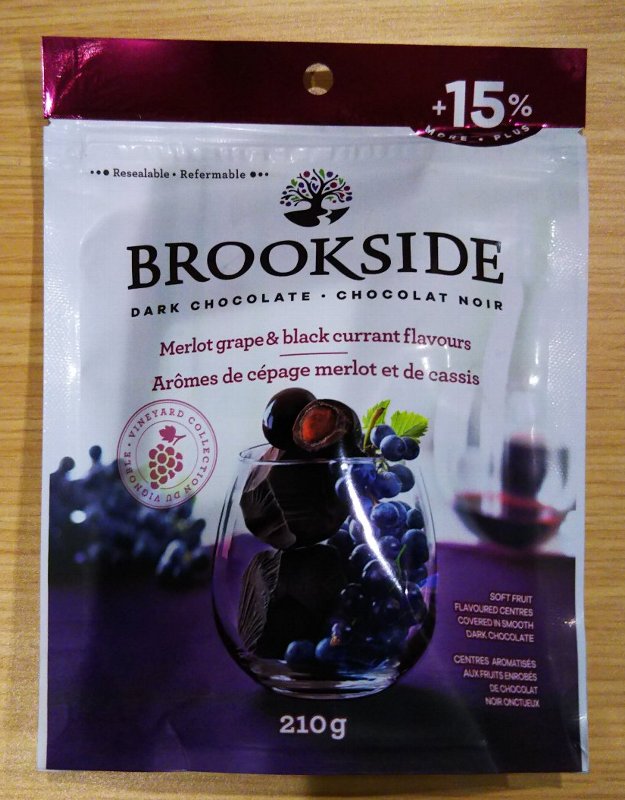 +15%
MORE • PLUS
•••Resealable • Refermable•••
BROOKSIDE
DARK CHOCOLATE • CHOCOLAT NOIR
Merlot grape & black currant flavours
Arômes de cépage merlot et de cassis
VINEYARD COLLECTION DU VIGNOBLE •
SOFT FRUIT
FLAVOURED CENTRES
COVERED IN SMOOTH
DARK CHOCOLATE
CENTRES AROMATISÉS
AUX FRUITS ENROBÉS
DE CHOCOLAT
NOIR ONCTUEUX
210 g